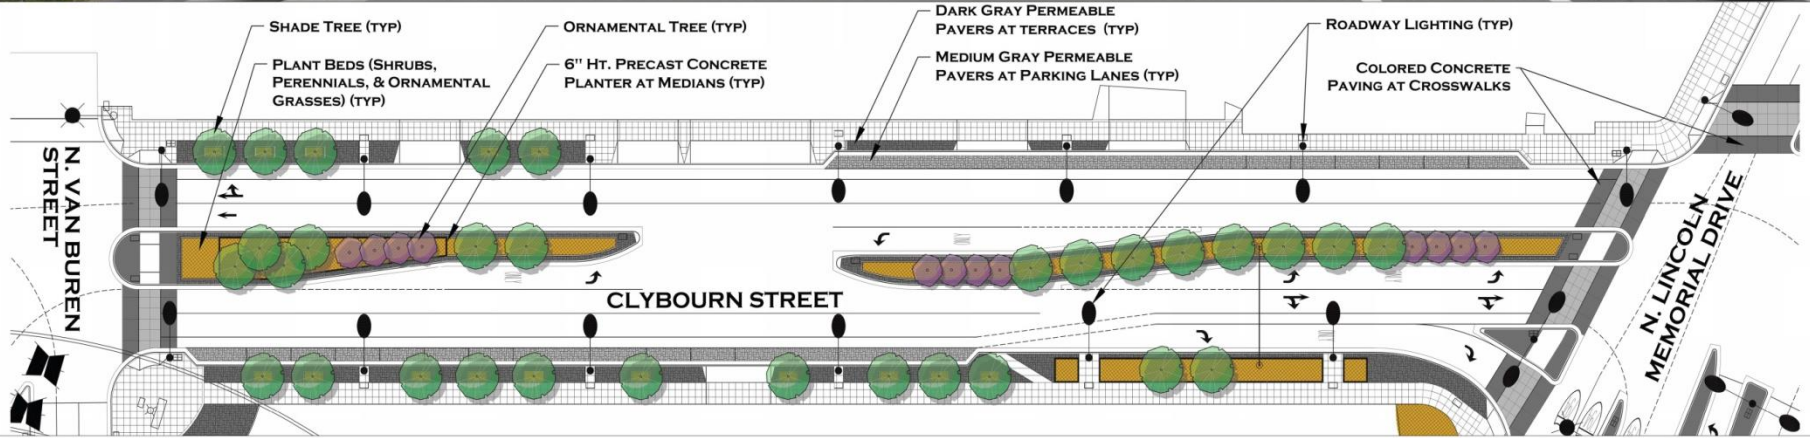 SHADE TREE (TYP)
PLANT BEDS (SHRUBS,
PERENNIALS, & ORNAMENTAL
GRASSES) (TYP)
ORNAMENTAL TREE (TYP)
6" HT. PRECAST CONCRETE
PLANTER AT MEDIANS (TYP)
DARK GRAY PERMEABLE
PAVERS AT TERRACES (TYP)
MEDIUM GRAY PERMEABLE
PAVERS AT PARKING LANES (TYP)
ROADWAY LIGHTING (TYP)
COLORED CONCRETE
PAVING AT CROSSWALKS
N. VAN BUREN
STREET
CLYBOURN STREET
N. LINCOLN
MEMORIAL DRIVE